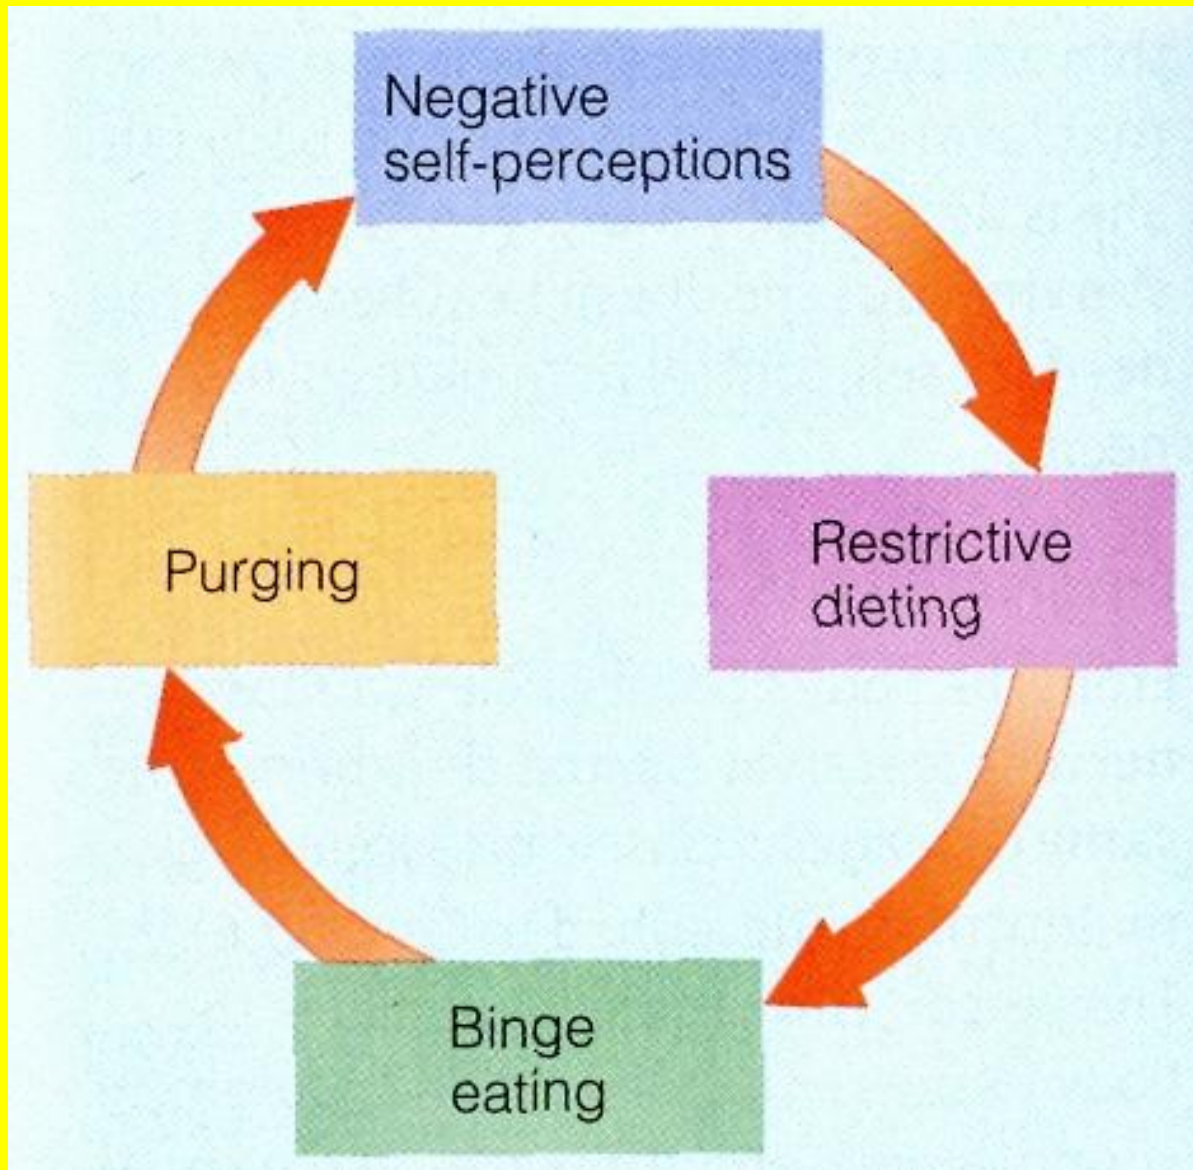 Negative
self-perceptions
Restrictive
dieting
Binge
eating
Purging